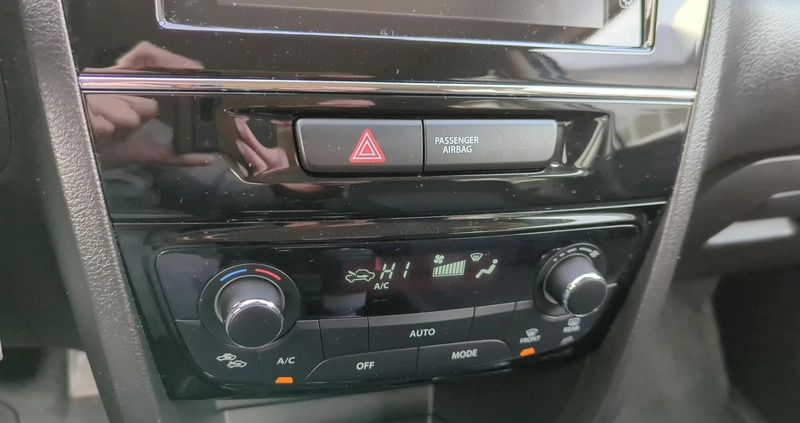 PASSENGER
AIRBAG
HI
A/C
AUTO
A/C
OFF
MODE
FRONT
REAR